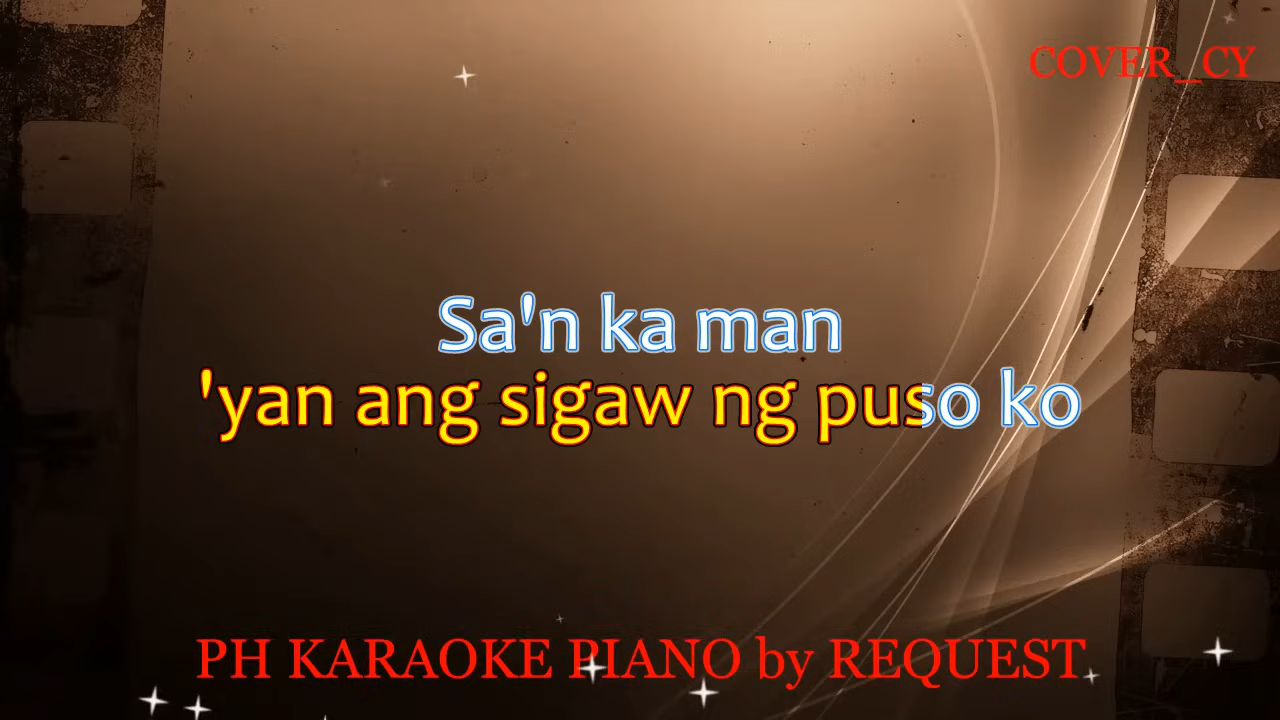 COVER_CY
Sa'n ka man
'yan ang sigaw ng puso ko
PH KARAOKE PIANO by REQUEST